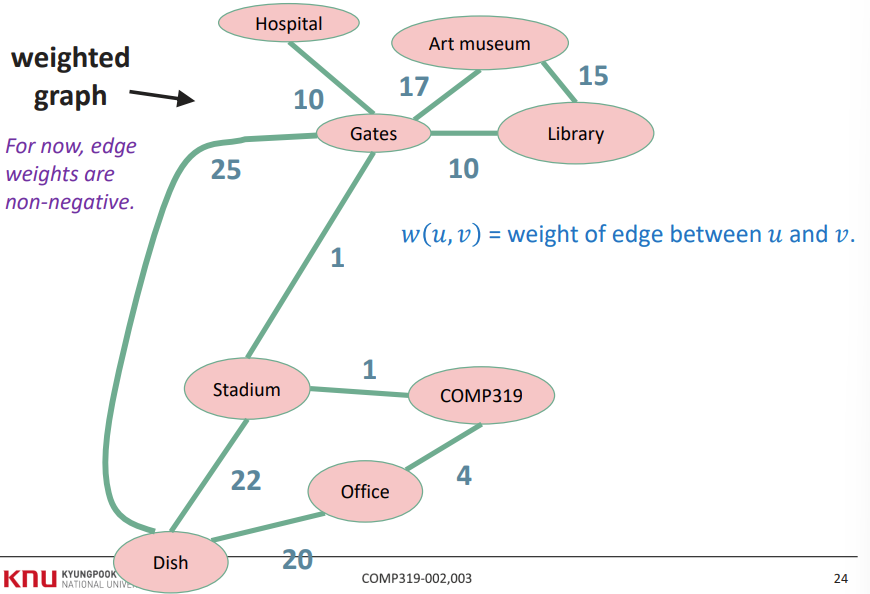 Hospital
Art museum
weighted
graph
15
17
10
Gates
Library
For now, edge
weights are
non-negative.
25
10
w(u, v) = weight of edge between u and v.
1
1
Stadium
COMP319
22
4
Office
20
Dish
KNU
KYUNGPOOK
NATIONAL
COMP319-002,003
24